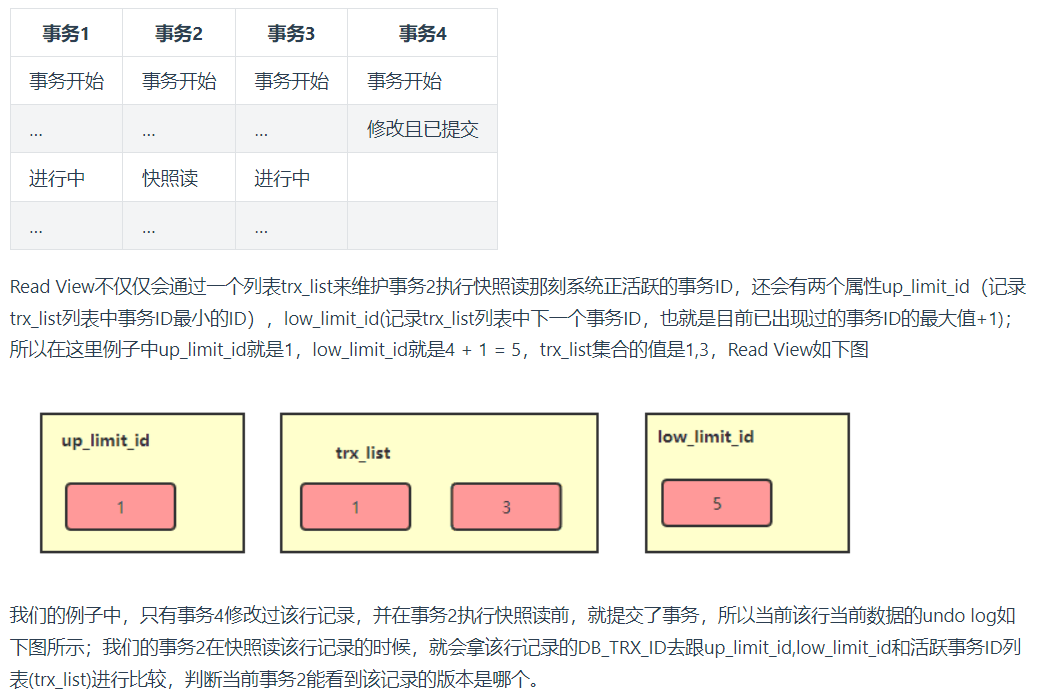 事务1 事务2 事务3 事务4
事务开始 事务开始 事务开始 事务开始
... ... ... 修改且已提交
进行中 快照读 进行中
... ... ...
Read View不仅仅会通过一个列表trx_list来维护事务2执行快照读那刻系统正活跃的事务ID，还会有两个属性up_limit_id（记录
trx_list列表中事务ID最小的ID），low_limit_id(记录trx_list列表中下一个事务ID，也就是目前已出现过的事务ID的最大值+1)；
所以在这里例子中up_limit_id就是1，low_limit_id就是4 + 1 = 5，trx_list集合的值是1,3，Read View如下图
up_limit_id
1
trx_list
1 3
low_limit_id
5
我们的例子中，只有事务4修改过该行记录，并在事务2执行快照读前，就提交了事务，所以当前该行当前数据的undo log如
下图所示；我们的事务2在快照读该行记录的时候，就会拿该行记录的DB_TRX_ID去跟up_limit_id,low_limit_id和活跃事务ID列
表(trx_list)进行比较，判断当前事务2能看到该记录的版本是哪个。